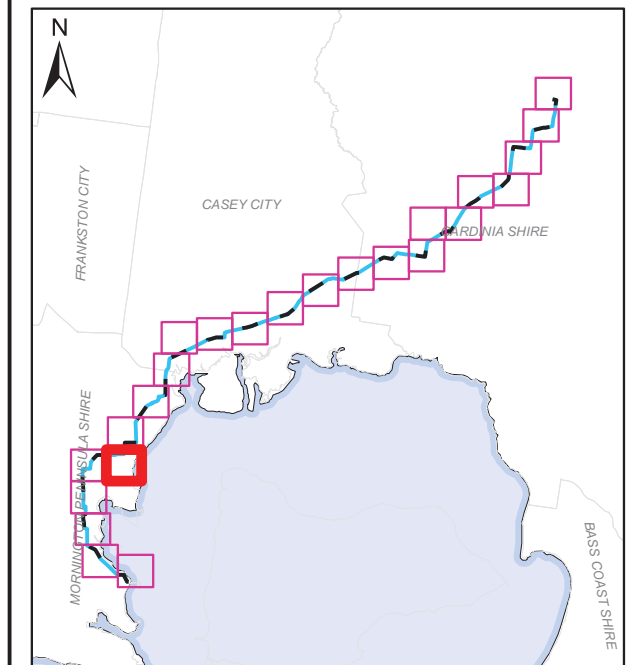 N
FRANKSTON CITY
CASEY CITY
CARDINIA SHIRE
MORNINGTON PENINSULA SHIRE
BASS COAST SHIRE